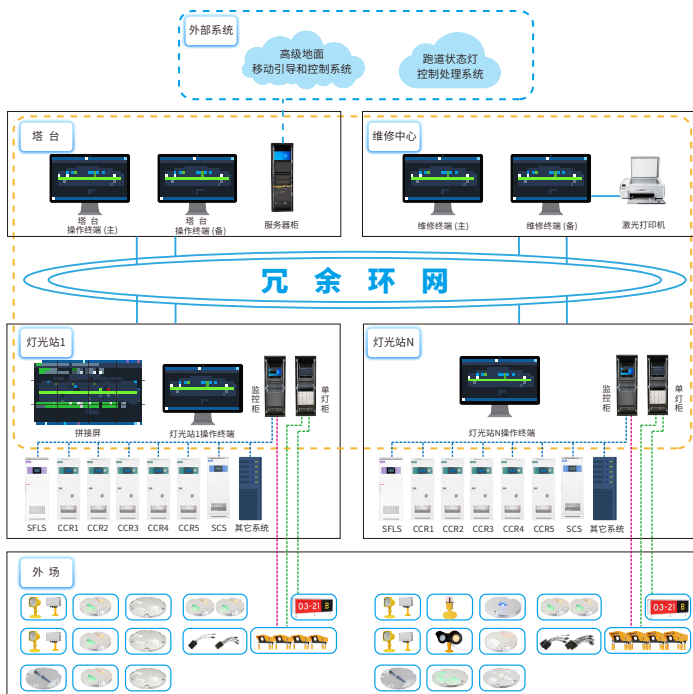 外部系统
高级地面
移动引导和控制系统
跑道状态灯
控制处理系统
塔 台
塔 台
操作终端 (主)
塔 台
操作终端 (备)
服务器柜
维修中心
维修终端 (主)
维修终端 (备)
激光打印机
冗余环网
灯光站1
拼接屏
灯光站1操作终端
监控柜
单灯柜
SFLS
CCR1
CCR2
CCR3
CCR4
CCR5
SCS
其它系统
灯光站N
灯光站N操作终端
监控柜
单灯柜
SFLS
CCR1
CCR2
CCR3
CCR4
CCR5
SCS
其它系统
外 场
03-21 B
03-21 B